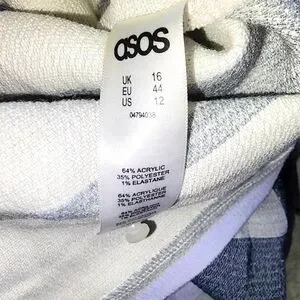 asos
UK 16
EU 44
US 12
04794038
64% ACRYLIC
35% POLYESTER
1% ELASTANE
64% ACRYLIQUE
35% POLYESTER
1% ELASTHANNE